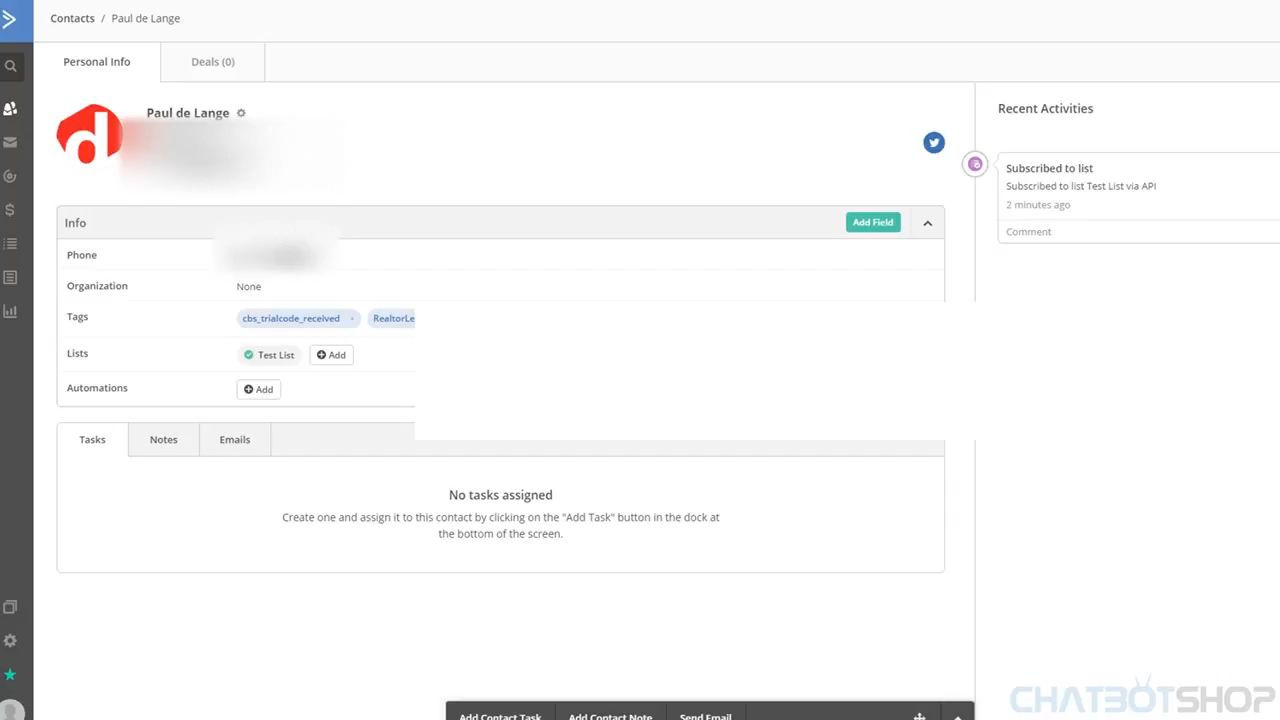 Contacts / Paul de Lange
Personal Info
Deals (0)
Paul de Lange
Recent Activities
Subscribed to list
Subscribed to list Test List via API
2 minutes ago
Comment
Info
Add Field
Phone
Organization
None
Tags
cbs_trialcode_received
RealtorLe
Lists
Test List
Add
Automations
Add
Tasks
Notes
Emails
No tasks assigned
Create one and assign it to this contact by clicking on the "Add Task" button in the dock at
the bottom of the screen.
Add Contact Task
Add Contact Note
Send Email
CHATBOTSHOP